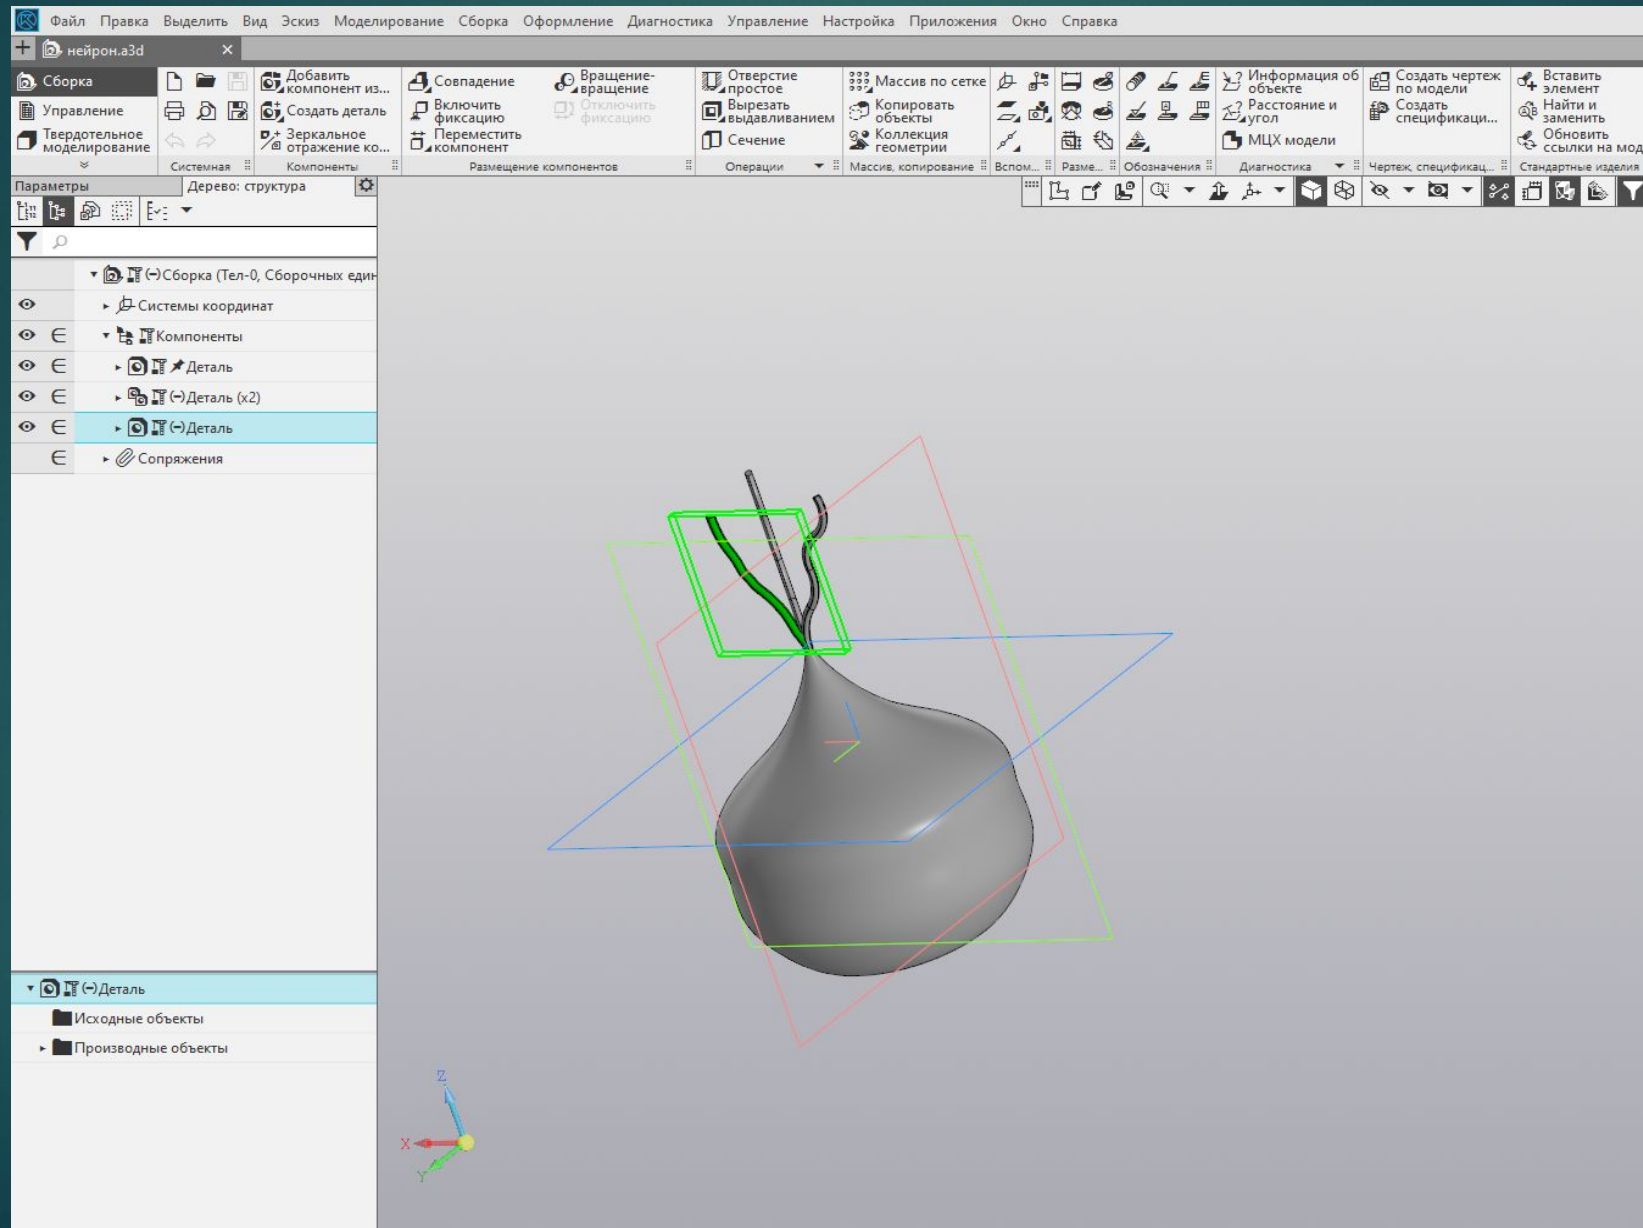 Файл Правка Выделить Вид Эскиз Моделирование Сборка Оформление Диагностика Управление Настройка Приложения Окно Справка
нейрон.a3d
Сборка
Управление
Твердотельное
моделирование
Системная
Добавить
компонент из...
Создать деталь
Зеркальное
отражение ко...
Компоненты
Совпадение
Включить
фиксацию
Переместить
компонент
Вращение-
вращение
Отключить
фиксацию
Размещение компонентов
Отверстие
простое
Вырезать
выдавливанием
Сечение
Операции
Массив по сетке
Копировать
объекты
Коллекция
геометрии
Массив, копирование
Вспом...
Разме...
Обозначения
Информация об
объекте
Расстояние и
угол
МЦХ модели
Диагностика
Создать чертеж
по модели
Создать
спецификаци...
Чертеж, спецификац...
Вставить
элемент
Найти и
заменить
Обновить
ссылки на мод
Стандартные изделия
Параметры
Дерево: структура
(-)Сборка (Тел-0, Сборочных един
Системы координат
Компоненты
Деталь
(-)Деталь (x2)
(-)Деталь
Сопряжения
(-)Деталь
Исходные объекты
Производные объекты
Z
X
Y